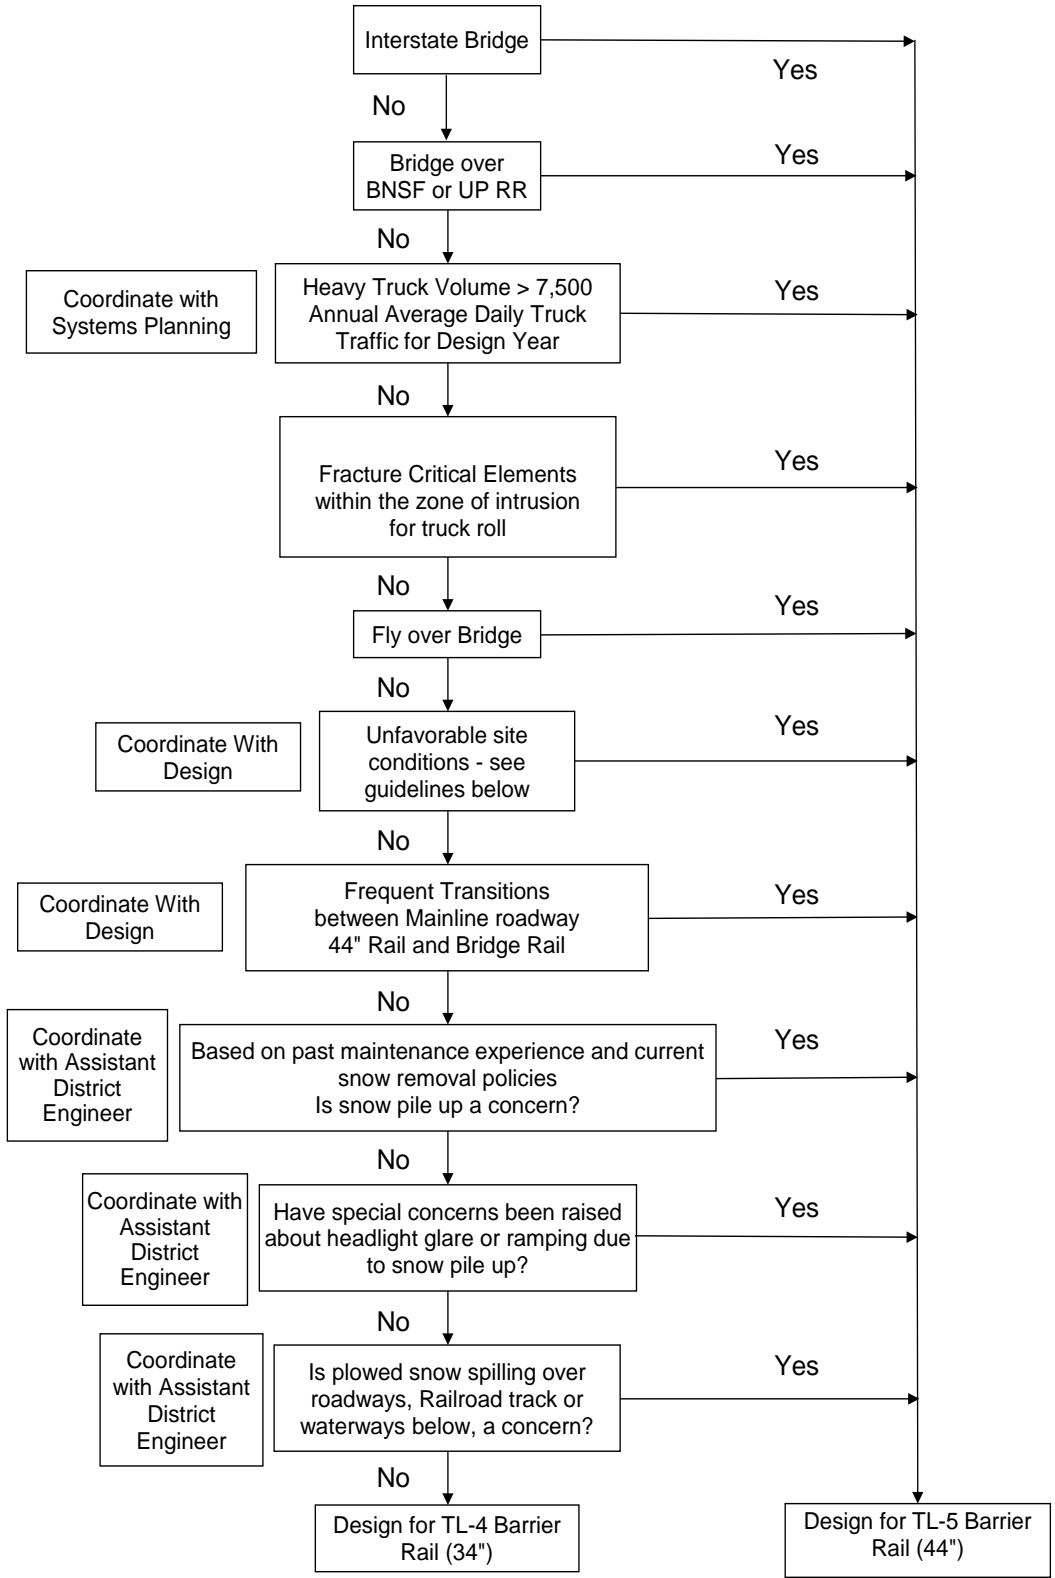 Interstate Bridge
Yes
No
Bridge over
BNSF or UP RR
Yes
No
Coordinate with
Systems Planning
Heavy Truck Volume > 7,500
Annual Average Daily Truck
Traffic for Design Year
Yes
No
Fracture Critical Elements
within the zone of intrusion
for truck roll
Yes
No
Fly over Bridge
Yes
No
Coordinate With
Design
Unfavorable site
conditions - see
guidelines below
Yes
No
Coordinate With
Design
Frequent Transitions
between Mainline roadway
44" Rail and Bridge Rail
Yes
No
Coordinate
with Assistant
District
Engineer
Based on past maintenance experience and current
snow removal policies
Is snow pile up a concern?
Yes
No
Coordinate with
Assistant
District
Engineer
Have special concerns been raised
about headlight glare or ramping due
to snow pile up?
Yes
No
Coordinate
with Assistant
District
Engineer
Is plowed snow spilling over
roadways, Railroad track or
waterways below, a concern?
Yes
No
Design for TL-4 Barrier
Rail (34")
Design for TL-5 Barrier
Rail (44")